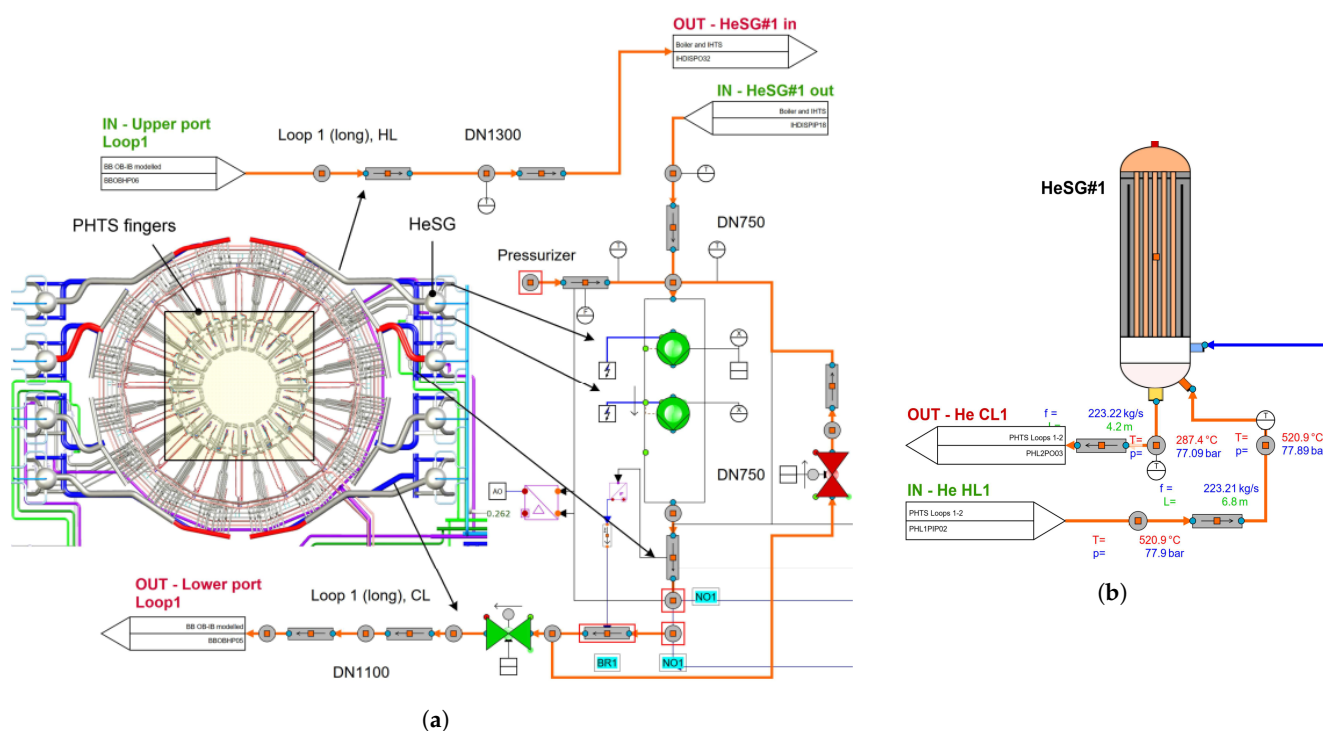 OUT - HeSG#1 in
Boiler and IHTS
IHDISPO32
IN - HeSG#1 out
Boiler and IHTS
IHDISPIP18
IN - Upper port
Loop1
BB OB-IB modelled
BBOBHP06
Loop 1 (long), HL
DN1300
T
T
PHTS fingers
HeSG
DN750
Pressurizer
T
T
F
X
X
DN750
AO
0.262
NO1
OUT - Lower port
Loop1
BB OB-IB modelled
BBOBHP05
Loop 1 (long), CL
DN1100
BR1
NO1
(a)
HeSG#1
OUT - He CL1
PHTS Loops 1-2
PHL2PO03
f = 223.22 kg/s
L= 4.2 m
T= 287.4 °C
p= 77.09 bar
T
T
T= 520.9 °C
p= 77.89 bar
IN - He HL1
PHTS Loops 1-2
PHL1PIP02
f = 223.21 kg/s
L= 6.8 m
T= 520.9 °C
p= 77.9 bar
(b)